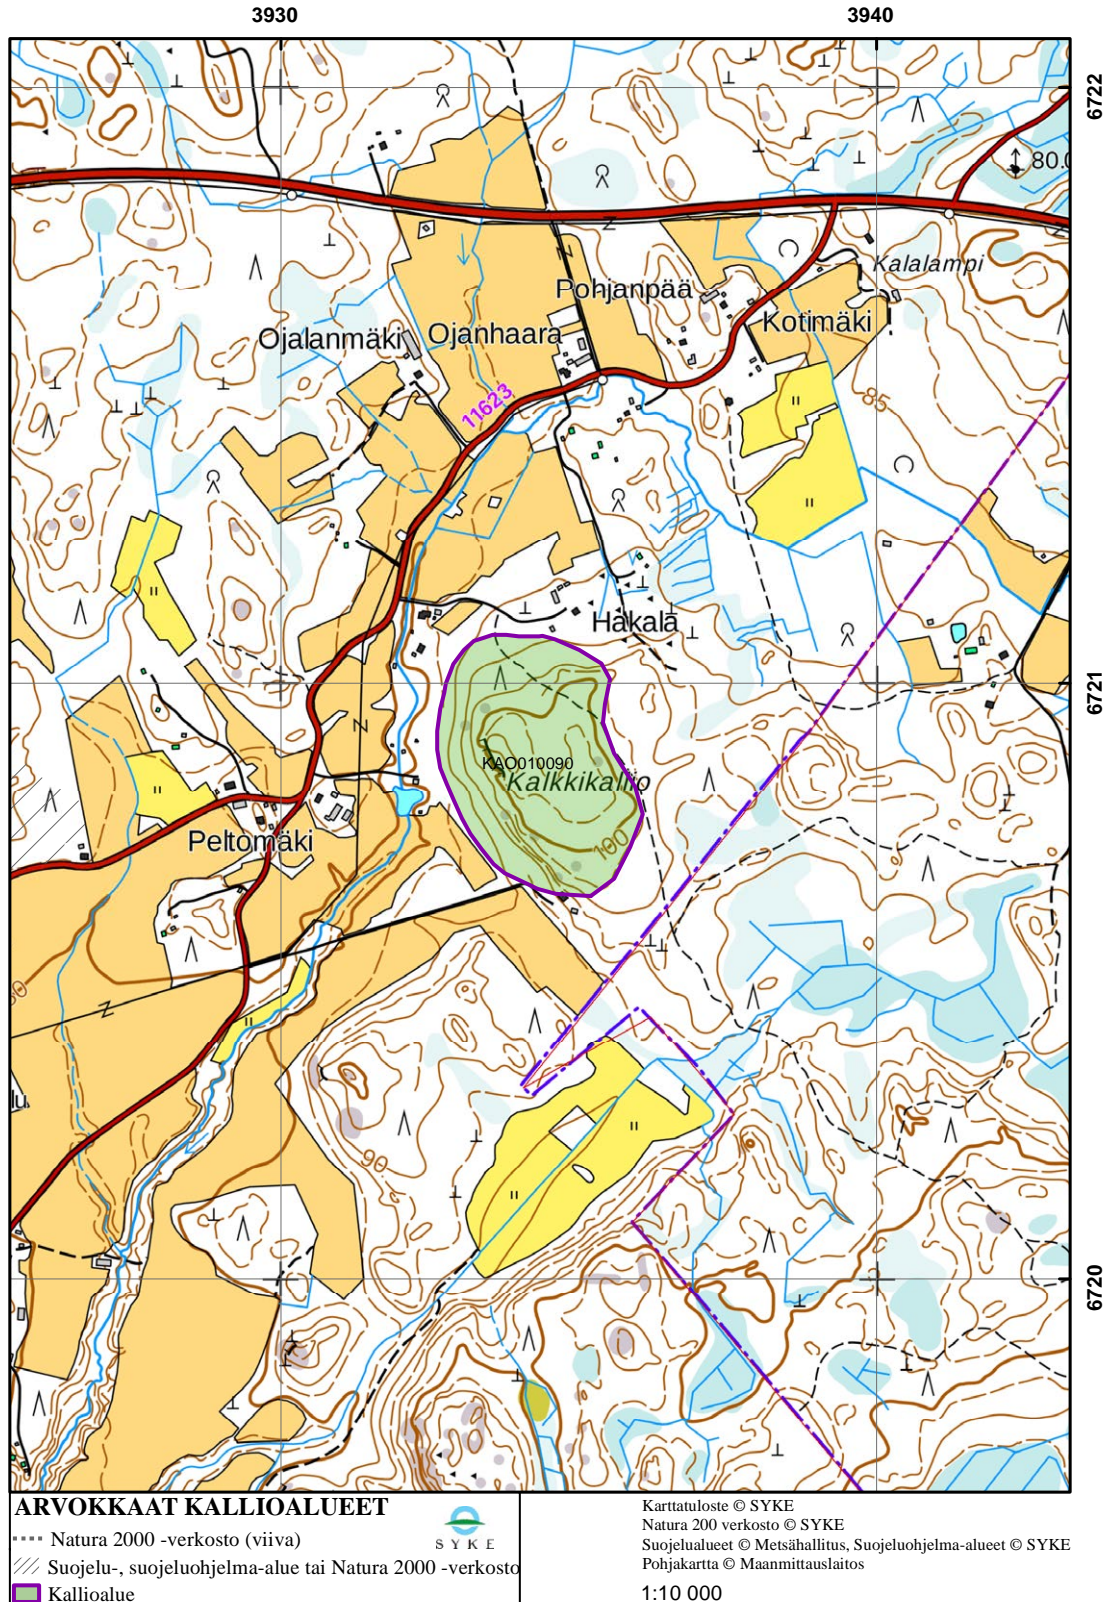 3930 3940
6722
80.0
Kalalampi
Pohjanpää
Kotimäki
Ojalanmäki Ojanhaara
11623
85
Häkälä
6721
KAO010090
Kalkkikallio
100
Peltomäki
90
6720
ARVOKKAAT KALLIOALUEET
SYKE
Natura 2000 -verkosto (viiva)
Suojelu-, suojeluohjelma-alue tai Natura 2000 -verkosto
Kallioalue
Karttatuloste © SYKE
Natura 200 verkosto © SYKE
Suojelualueet © Metsähallitus, Suojeluohjelma-alueet © SYKE
Pohjakartta © Maanmittauslaitos
1:10 000